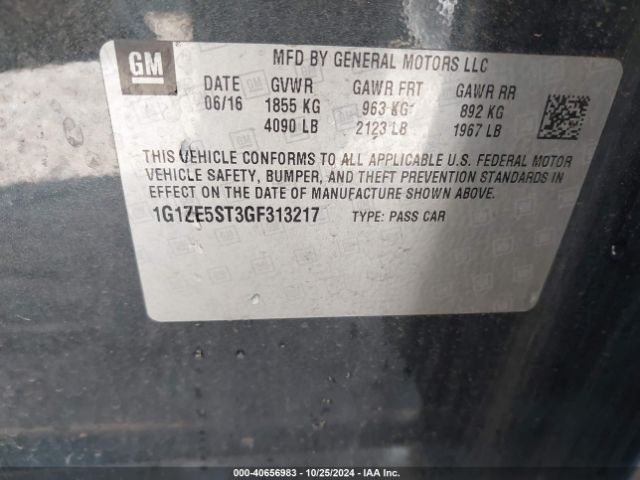 GM
MFD BY GENERAL MOTORS LLC
DATE GVWR GAWR FRT GAWR RR
06/16 1855 KG 963 KG 892 KG
4090 LB 2123 LB 1967 LB
THIS VEHICLE CONFORMS TO ALL APPLICABLE U.S. FEDERAL MOTOR
VEHICLE SAFETY, BUMPER, AND THEFT PREVENTION STANDARDS IN
EFFECT ON THE DATE OF MANUFACTURE SHOWN ABOVE.
1G1ZE5ST3GF313217 TYPE: PASS CAR
000-40656983 / 10/25/2024 - IAA Inc.